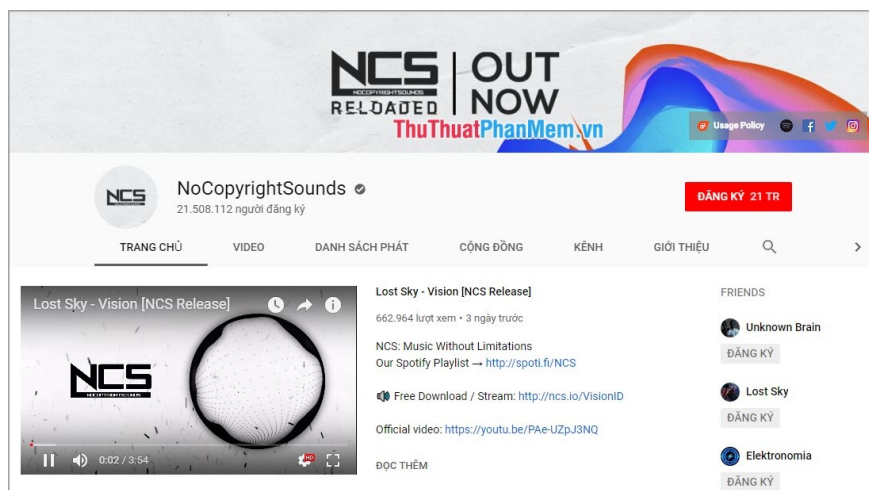 NCS
NOCOPYRIGHTSOUNDS
RELOADED
OUT
NOW
ThuThuatPhanMem.vn
Usage Policy
NCS
NoCopyrightSounds
21.508.112 người đăng ký
ĐĂNG KÝ 21 TR
TRANG CHỦ VIDEO DANH SÁCH PHÁT CỘNG ĐỒNG KÊNH GIỚI THIỆU
Lost Sky - Vision [NCS Release]
NCS
NOCOPYRIGHTSOUNDS
0:02 / 3:54
HD
Lost Sky - Vision [NCS Release]
662.964 lượt xem • 3 ngày trước
NCS: Music Without Limitations
Our Spotify Playlist → http://spoti.fi/NCS
Free Download / Stream: http://ncs.io/VisionID
Official video: https://youtu.be/PAe-UZpJ3NQ
ĐỌC THÊM
FRIENDS
Unknown Brain
ĐĂNG KÝ
Lost Sky
ĐĂNG KÝ
Elektronomia
ĐĂNG KÝ